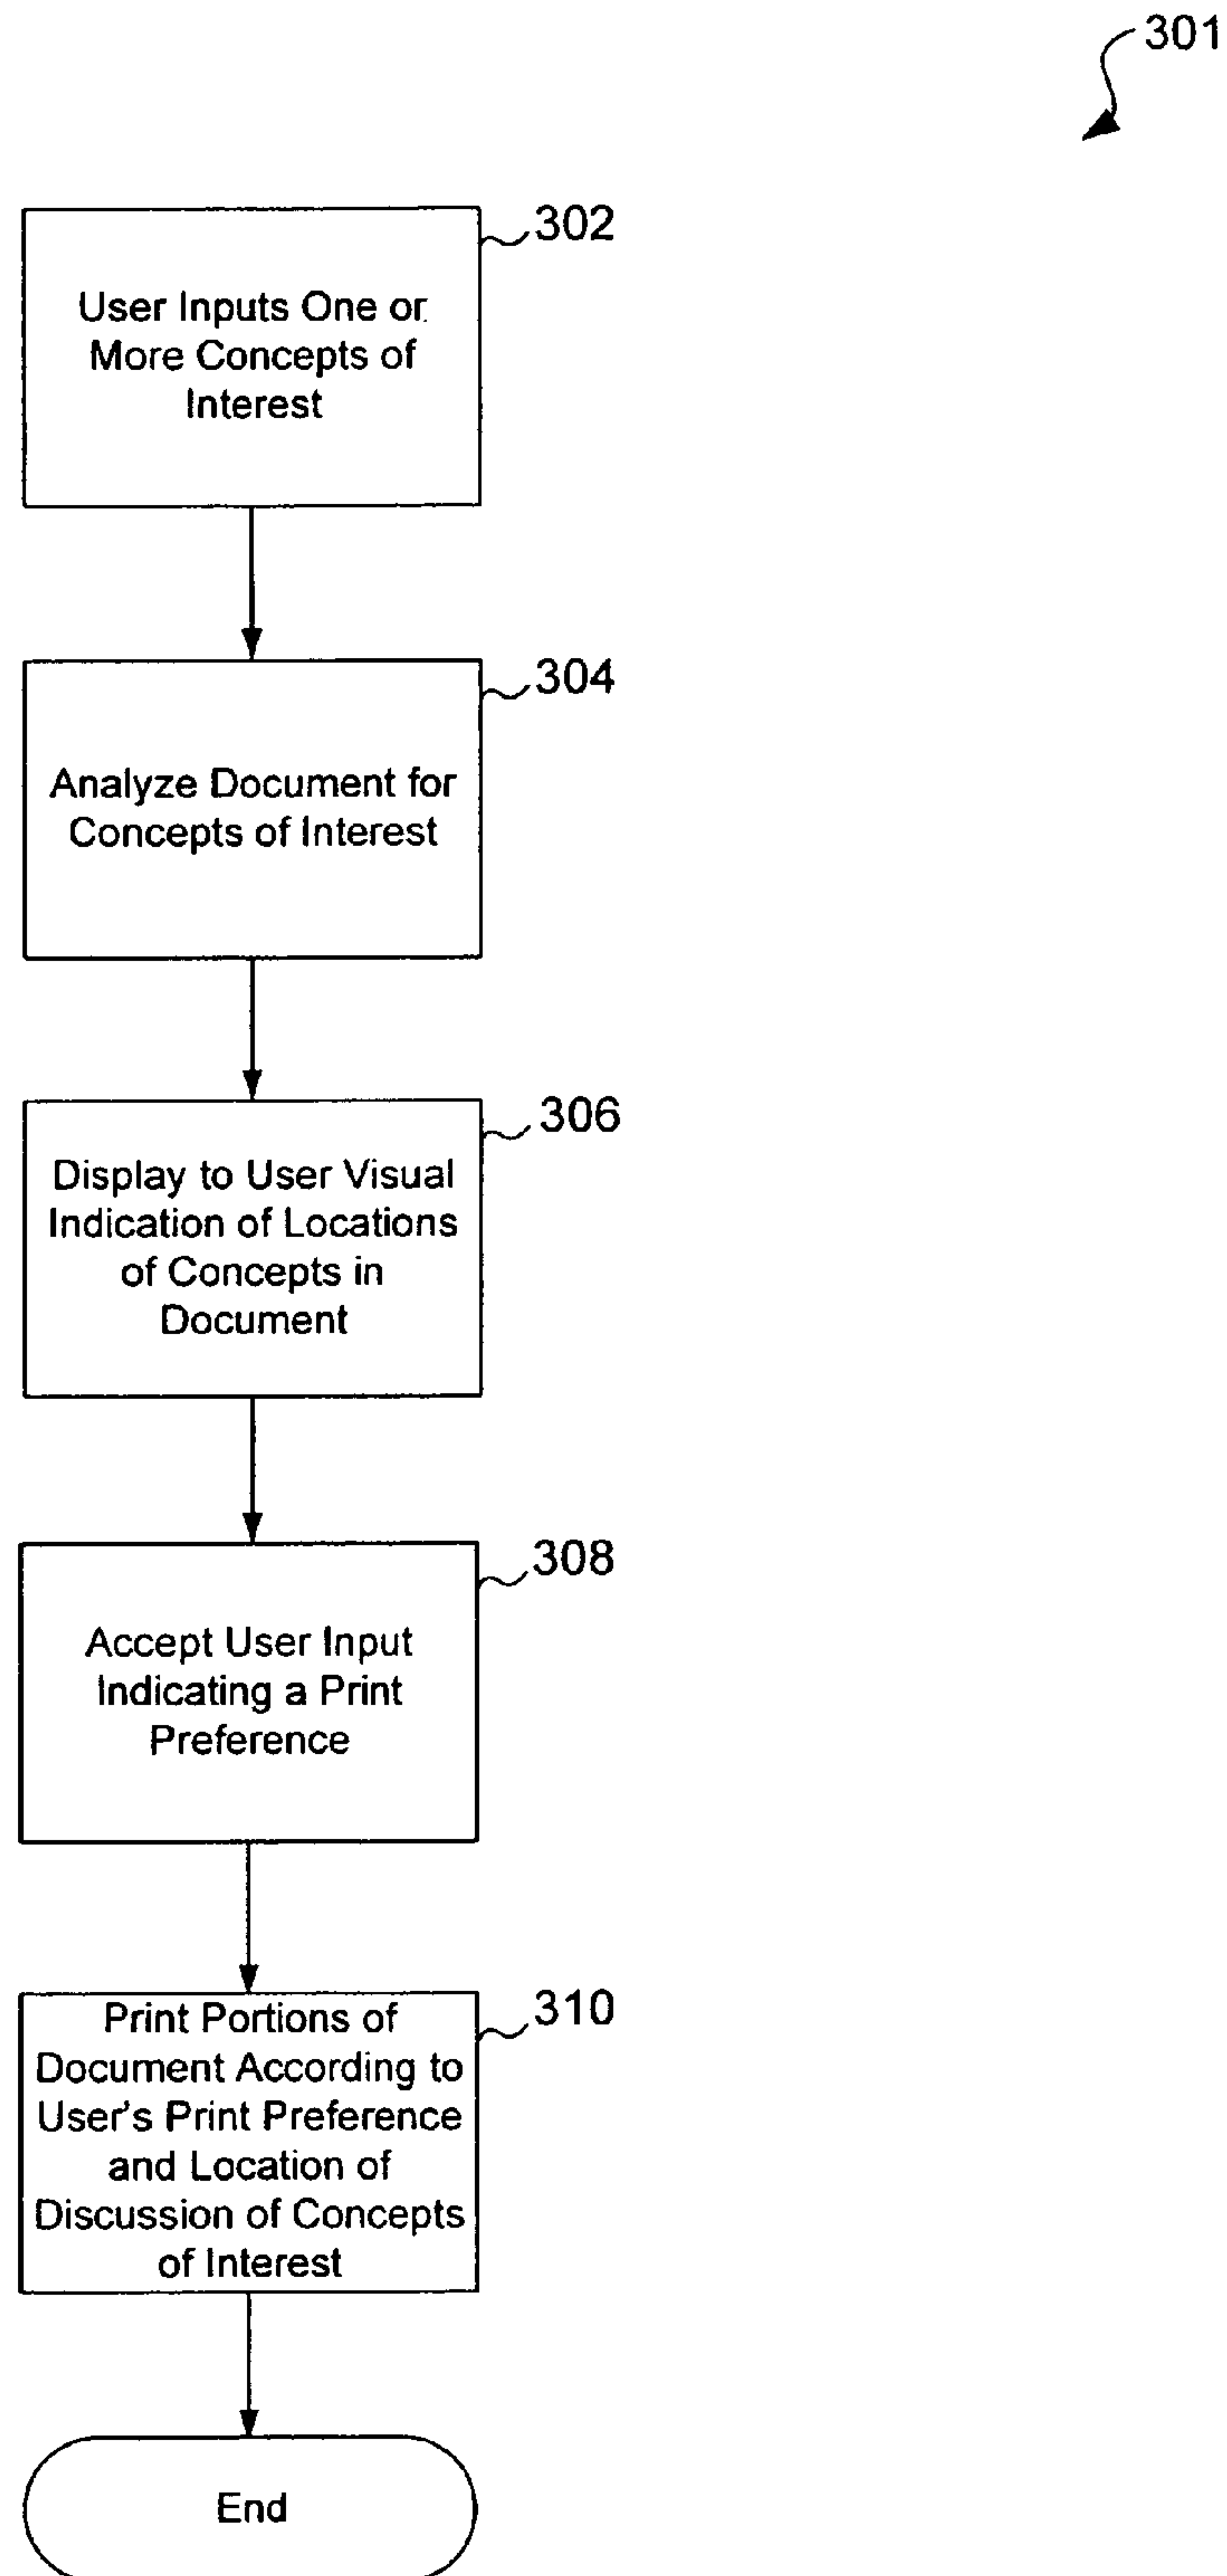 301
302
User Inputs One or
More Concepts of
Interest
304
Analyze Document for
Concepts of Interest
306
Display to User Visual
Indication of Locations
of Concepts in
Document
308
Accept User Input
Indicating a Print
Preference
310
Print Portions of
Document According to
User's Print Preference
and Location of
Discussion of Concepts
of Interest
End